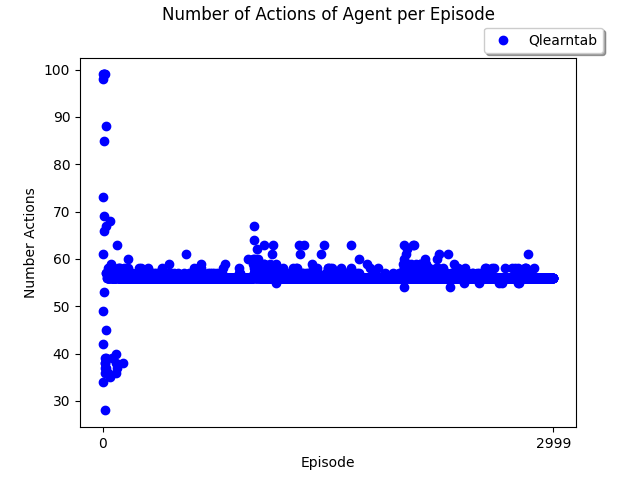 Number of Actions of Agent per Episode
Qlearntab
100
90
80
70
60
50
40
30
Number Actions
0
2999
Episode